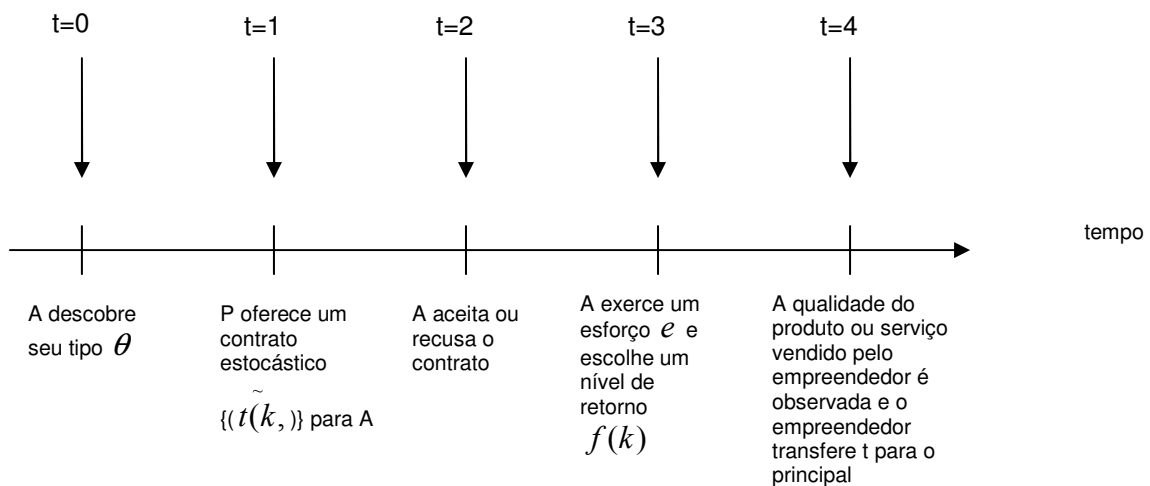 t=0
t=1
t=2
t=3
t=4
tempo
A descobre
seu tipo θ
P oferece um
contrato
estocástico
{( t(k̃, )} para A
A aceita ou
recusa o
contrato
A exerce um
esforço e e
escolhe um
nível de
retorno
f(k)
A qualidade do
produto ou serviço
vendido pelo
empreendedor é
observada e o
empreendedor
transfere t para o
principal